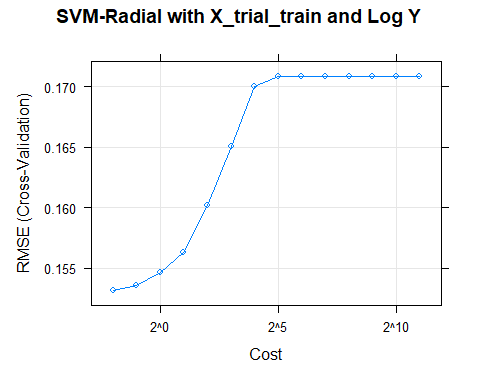 SVM-Radial with X_trial_train and Log Y
RMSE (Cross-Validation)
0.170
0.165
0.160
0.155
2^0
2^5
2^10
Cost